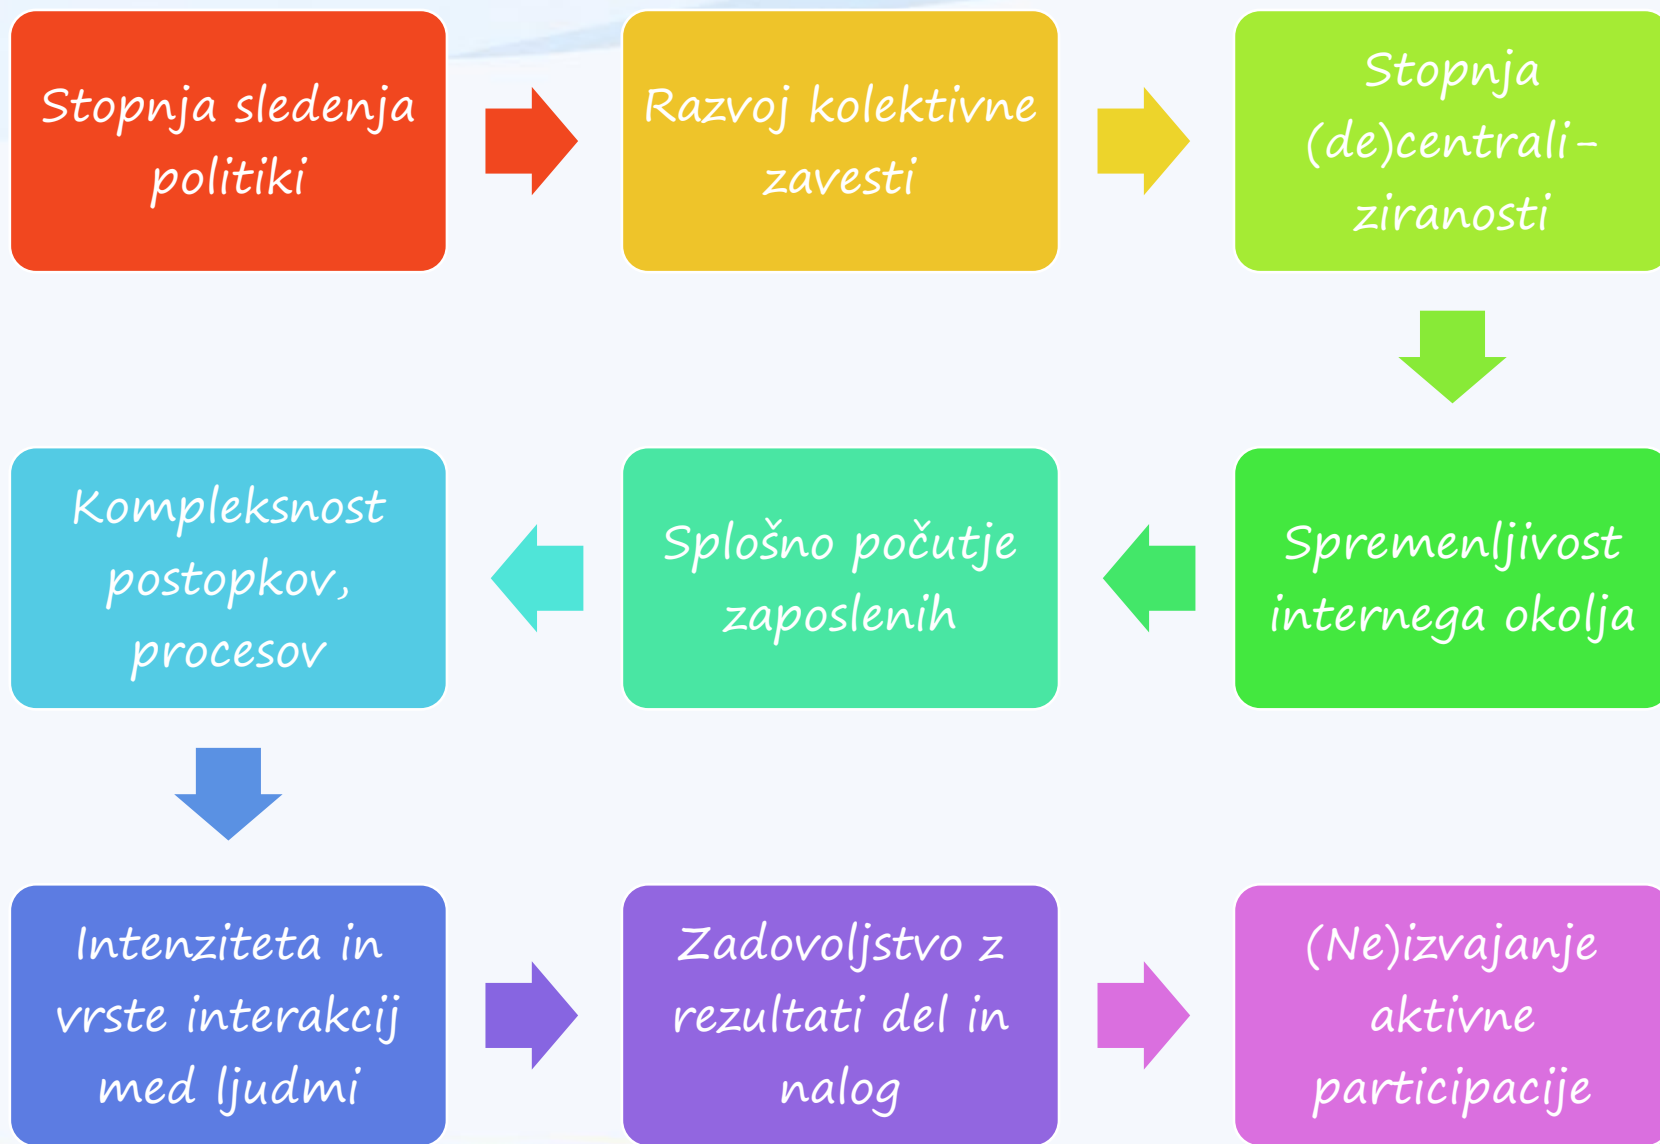 Stopnja sledenja
politiki
Razvoj kolektivne
zavesti
Stopnja
(de)centrali-
ziranosti
Spremenljivost
internega okolja
Splošno počutje
zaposlenih
Kompleksnost
postopkov,
procesov
Intenziteta in
vrste interakcij
med ljudmi
Zadovoljstvo z
rezultati del in
nalog
(Ne)izvajanje
aktivne
participacije